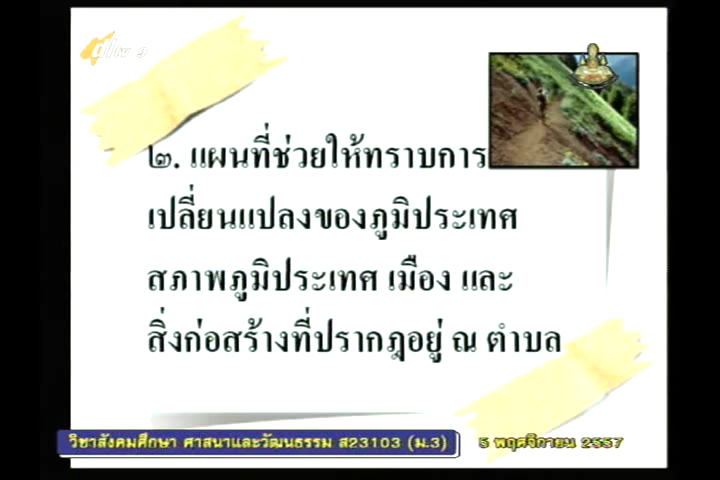 ๒. แผนที่ช่วยให้ทราบการ
เปลี่ยนแปลงของภูมิประเทศ
สภาพภูมิประเทศ เมือง และ
สิ่งก่อสร้างที่ปรากฎอยู่ ณ ตำบล
วิชาสังคมศึกษา ศาสนาและวัฒนธรรม ส23103 (ม.3)
5 พฤศจิกายน 2557